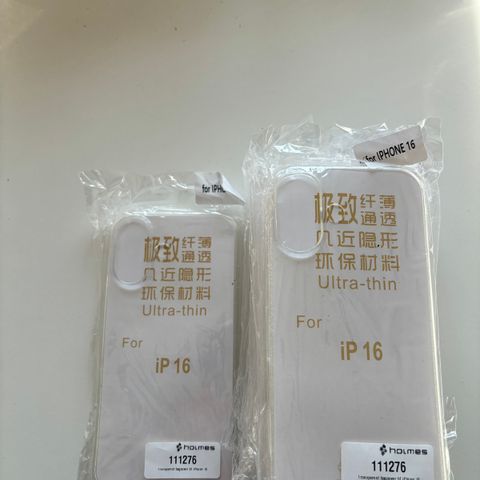 for IPHO
极致纤薄
通透
几近隐形
环保材料
Ultra-thin
For
iP 16
holmes
111276
for IPHONE 16
极致纤薄
通透
几近隐形
环保材料
Ultra-thin
For
iP 16
holmes
111276